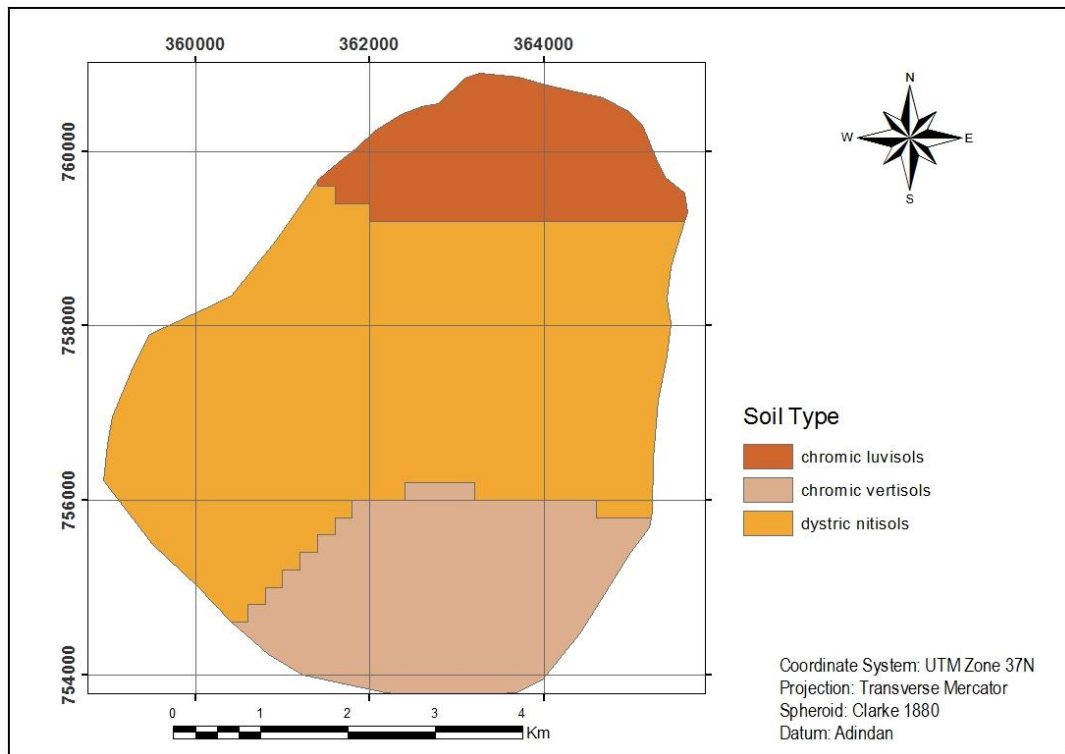 360000 362000 364000
N
W E
S
760000
758000
756000
754000
Soil Type
chromic luvisols
chromic vertisols
dystric nitisols
Coordinate System: UTM Zone 37N
Projection: Transverse Mercator
Spheroid: Clarke 1880
Datum: Adindan
0 1 2 3 4
Km